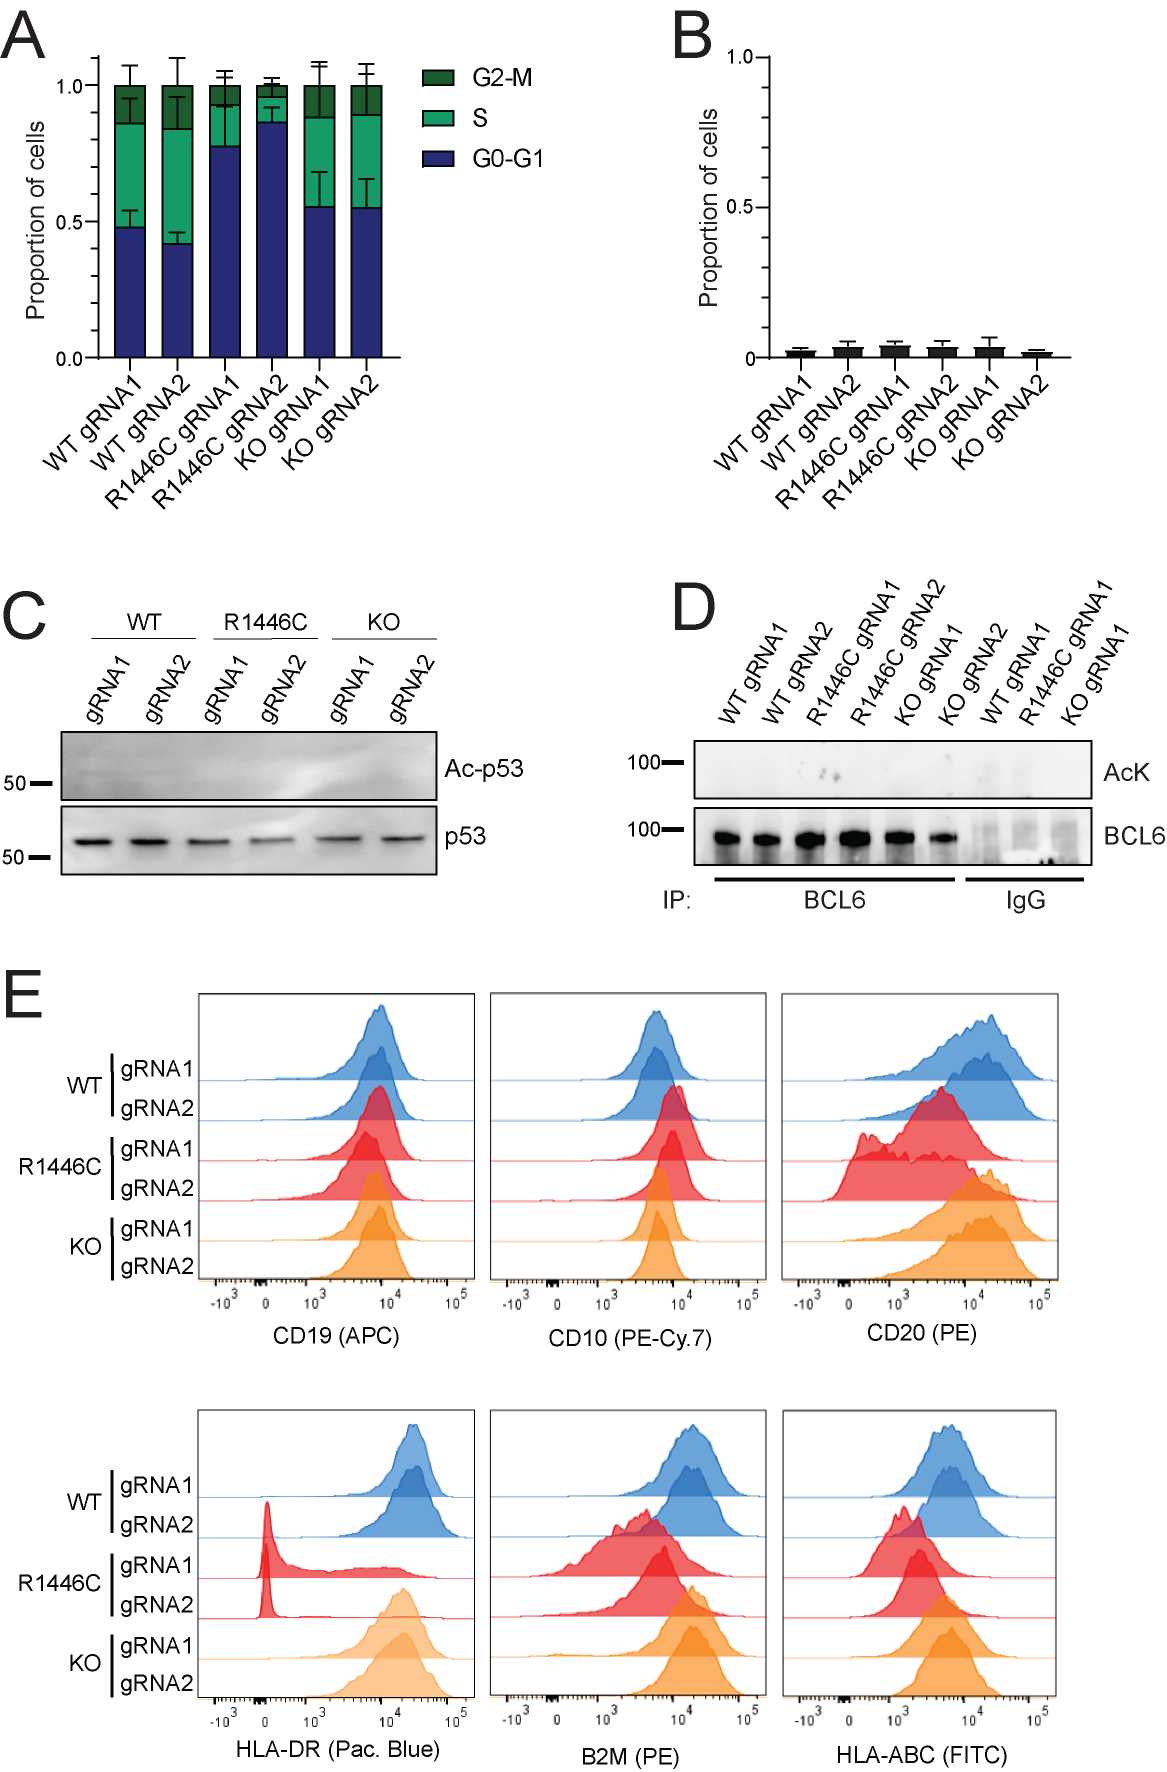 A
Proportion of cells
1.0
0.5
0.0
WT gRNA1
WT gRNA2
R1446C gRNA1
R1446C gRNA2
KO gRNA1
KO gRNA2
G2-M
S
G0-G1
B
Proportion of cells
1.0
0.5
0
WT gRNA1
WT gRNA2
R1446C gRNA1
R1446C gRNA2
KO gRNA1
KO gRNA2
C
WT R1446C KO
gRNA1 gRNA2 gRNA1 gRNA2 gRNA1 gRNA2
50
Ac-p53
50
p53
D
WT gRNA1
WT gRNA2
R1446C gRNA1
R1446C gRNA2
KO gRNA1
KO gRNA2
WT gRNA1
R1446C gRNA1
KO gRNA1
100
AcK
100
BCL6
IP: BCL6 IgG
E
WT gRNA1
gRNA2
R1446C gRNA1
gRNA2
KO gRNA1
gRNA2
-10³ 0 10³ 10⁴ 10⁵
CD19 (APC)
-10³ 0 10³ 10⁴ 10⁵
CD10 (PE-Cy.7)
-10³ 0 10³ 10⁴ 10⁵
CD20 (PE)
WT gRNA1
gRNA2
R1446C gRNA1
gRNA2
KO gRNA1
gRNA2
-10³ 0 10³ 10⁴ 10⁵
HLA-DR (Pac. Blue)
-10³ 0 10³ 10⁴ 10⁵
B2M (PE)
-10³ 0 10³ 10⁴ 10⁵
HLA-ABC (FITC)